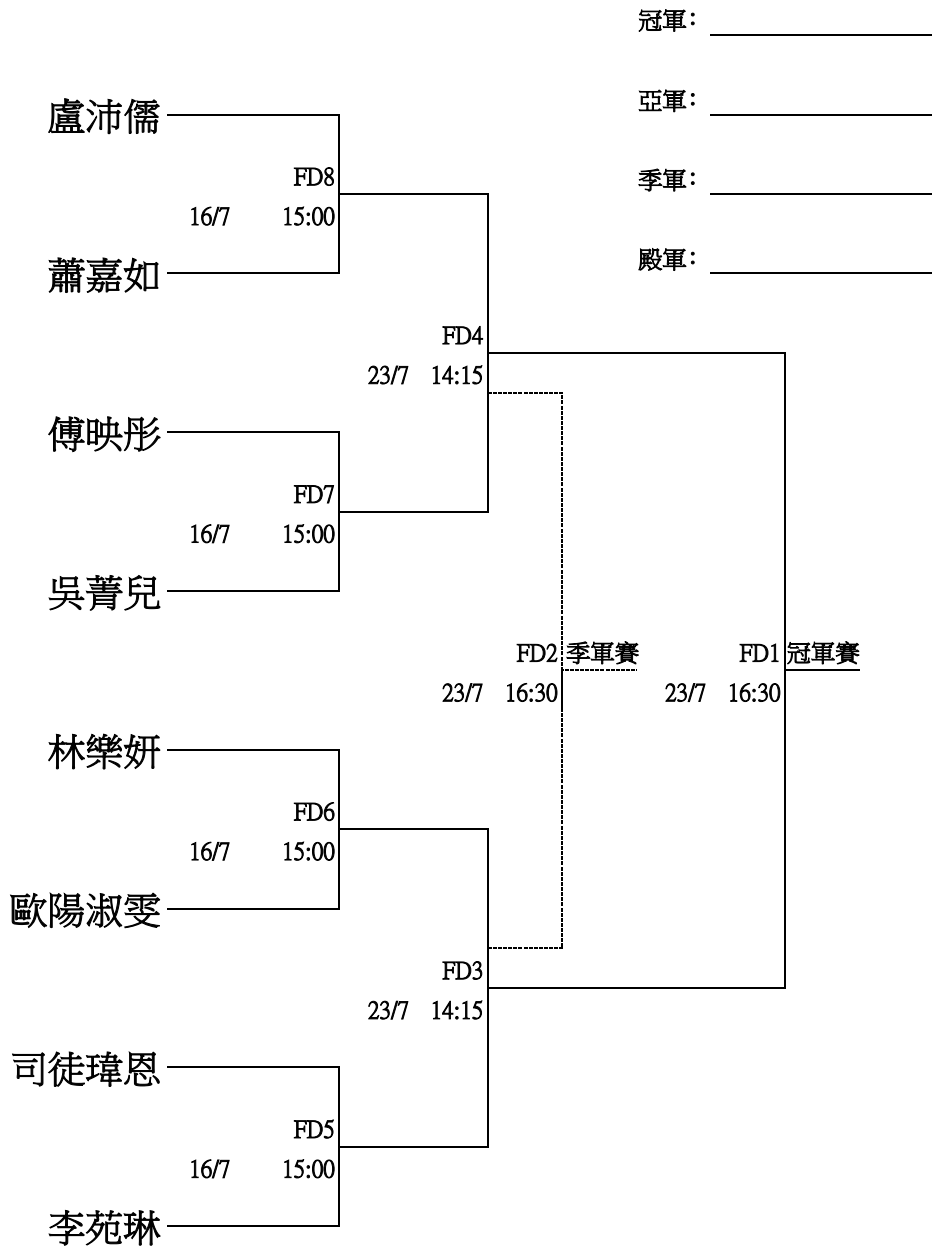 冠軍：
亞軍：
盧沛儒
FD8
季軍：
16/7 15:00
殿軍：
蕭嘉如
FD4
23/7 14:15
傅映彤
FD7
16/7 15:00
吳菁兒
FD2 季軍賽 FD1 冠軍賽
23/7 16:30 23/7 16:30
林樂妍
FD6
16/7 15:00
歐陽淑雯
FD3
23/7 14:15
司徒瑋恩
FD5
16/7 15:00
李苑琳